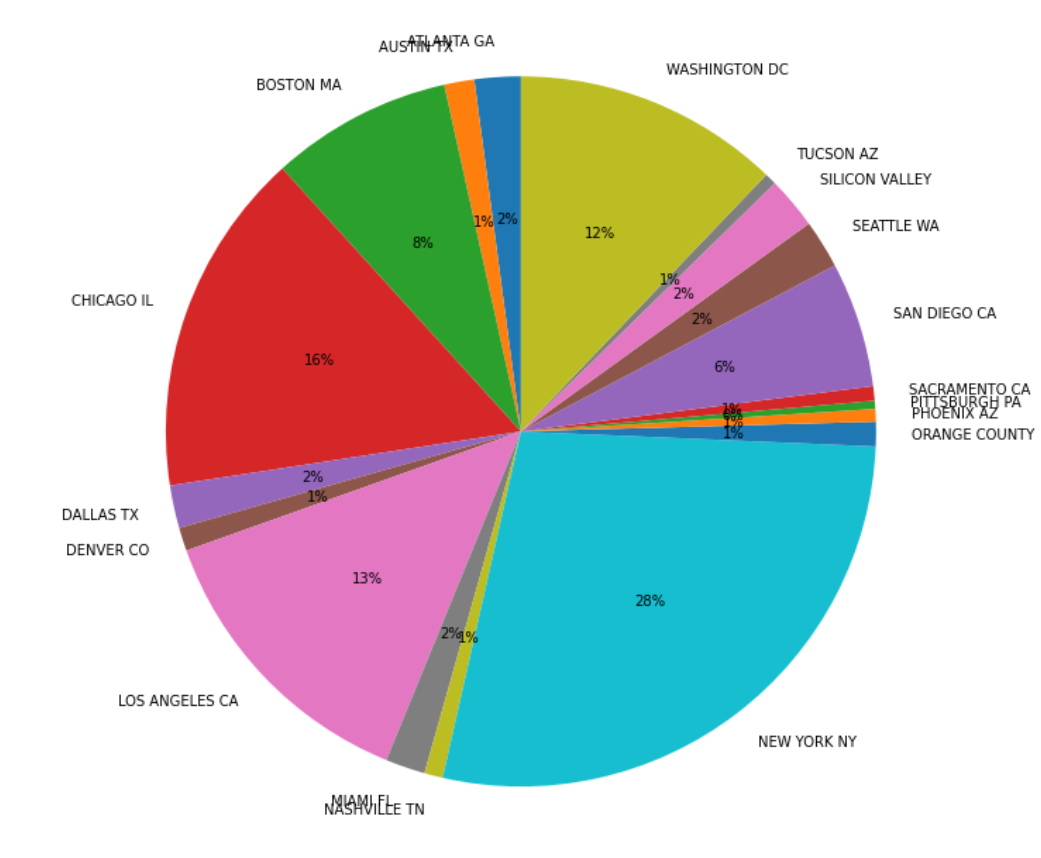 ATLANTA GA
AUSTIN TX
WASHINGTON DC
BOSTON MA
TUCSON AZ
SILICON VALLEY
1%
2%
SEATTLE WA
12%
8%
1%
2%
CHICAGO IL
SAN DIEGO CA
2%
16%
6%
SACRAMENTO CA
PITTSBURGH PA
1%
PHOENIX AZ
1%
1%
ORANGE COUNTY
2%
1%
DALLAS TX
DENVER CO
13%
28%
2%
1%
LOS ANGELES CA
NEW YORK NY
MIAMI FL
NASHVILLE TN